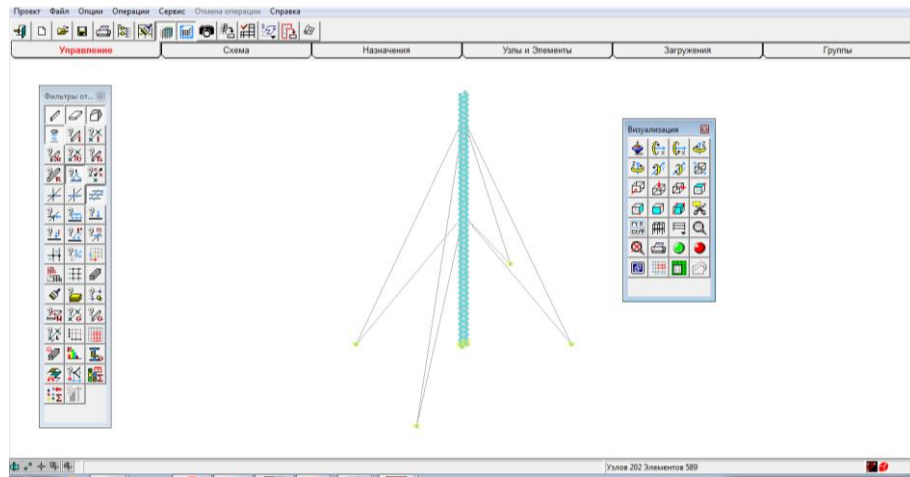 Проект Файл Опции Операции Сервис Отмена операции Справка
Управление Схема Назначения Узлы и Элементы Загружения Группы
Фильтры от...
Визуализация
Узлов 202 Элементов 589